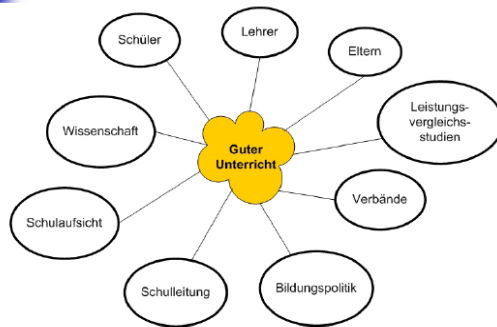 Lehrer
Schüler
Eltern
Leistungs-
vergleichs-
studien
Wissenschaft
Guter
Unterricht
Verbände
Schulaufsicht
Schulleitung
Bildungspolitik